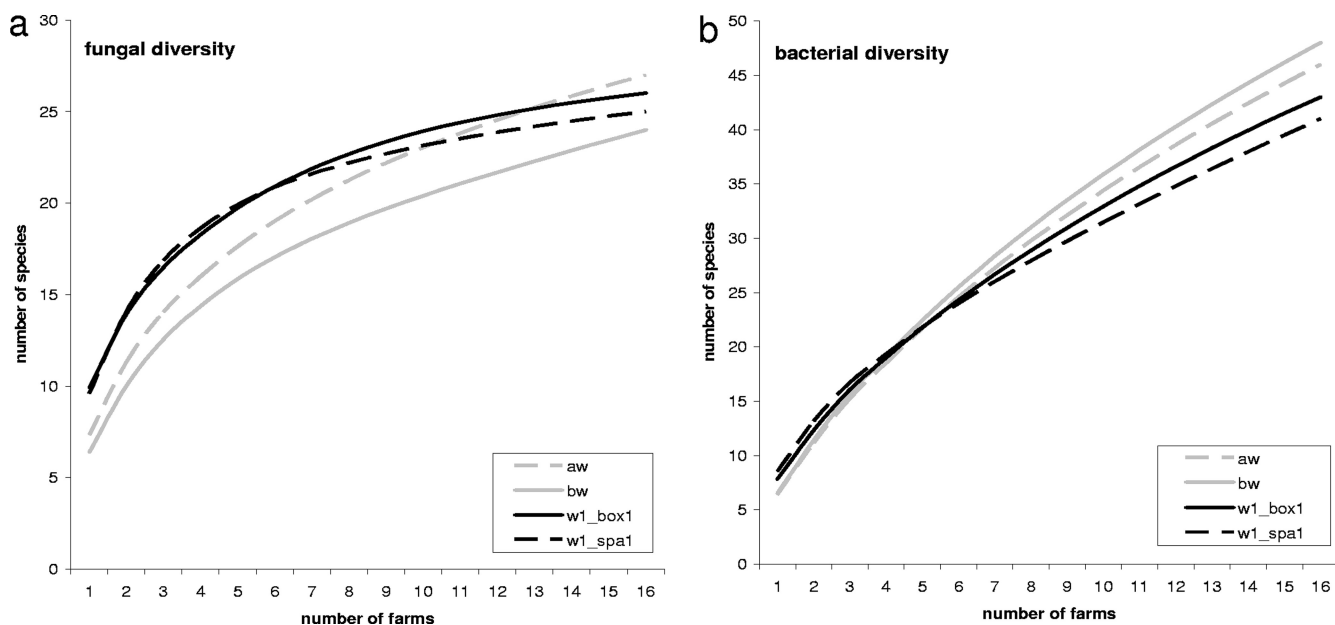 a
fungal diversity
30
25
20
15
10
5
0
number of species
1 2 3 4 5 6 7 8 9 10 11 12 13 14 15 16
number of farms
aw
bw
w1_box1
w1_spa1
b
bacterial diversity
50
45
40
35
30
25
20
15
10
5
0
number of species
1 2 3 4 5 6 7 8 9 10 11 12 13 14 15 16
number of farms
aw
bw
w1_box1
w1_spa1